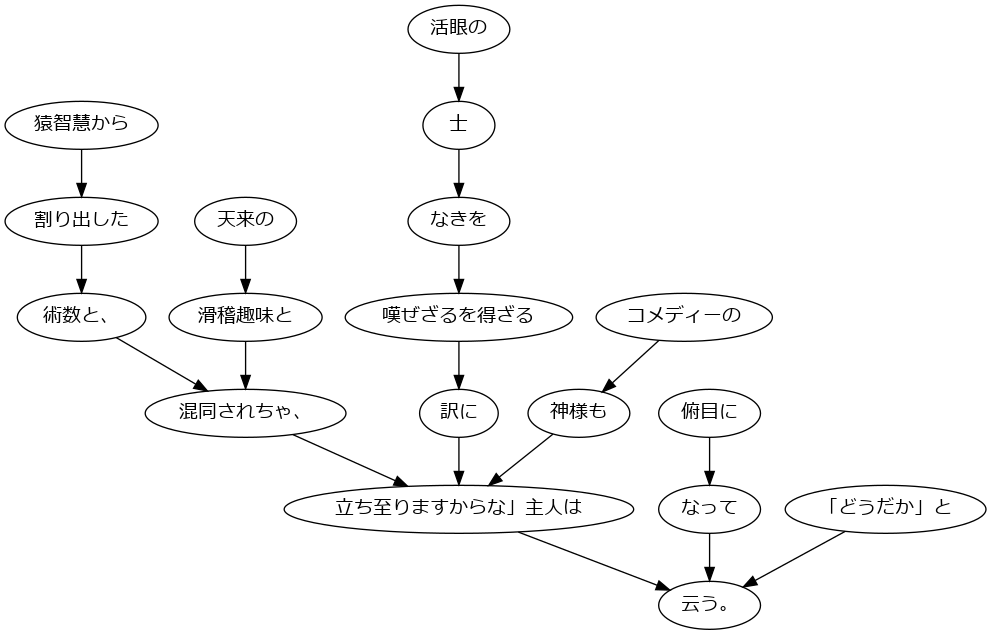 活眼の
猿智慧から
士
割り出した
天来の
なきを
術数と、
滑稽趣味と
嘆ぜざるを得ざる
コメディーの
混同されちゃ、
訳に
神様も
俯目に
立ち至りますからな」主人は
なって
「どうだか」と
云う。